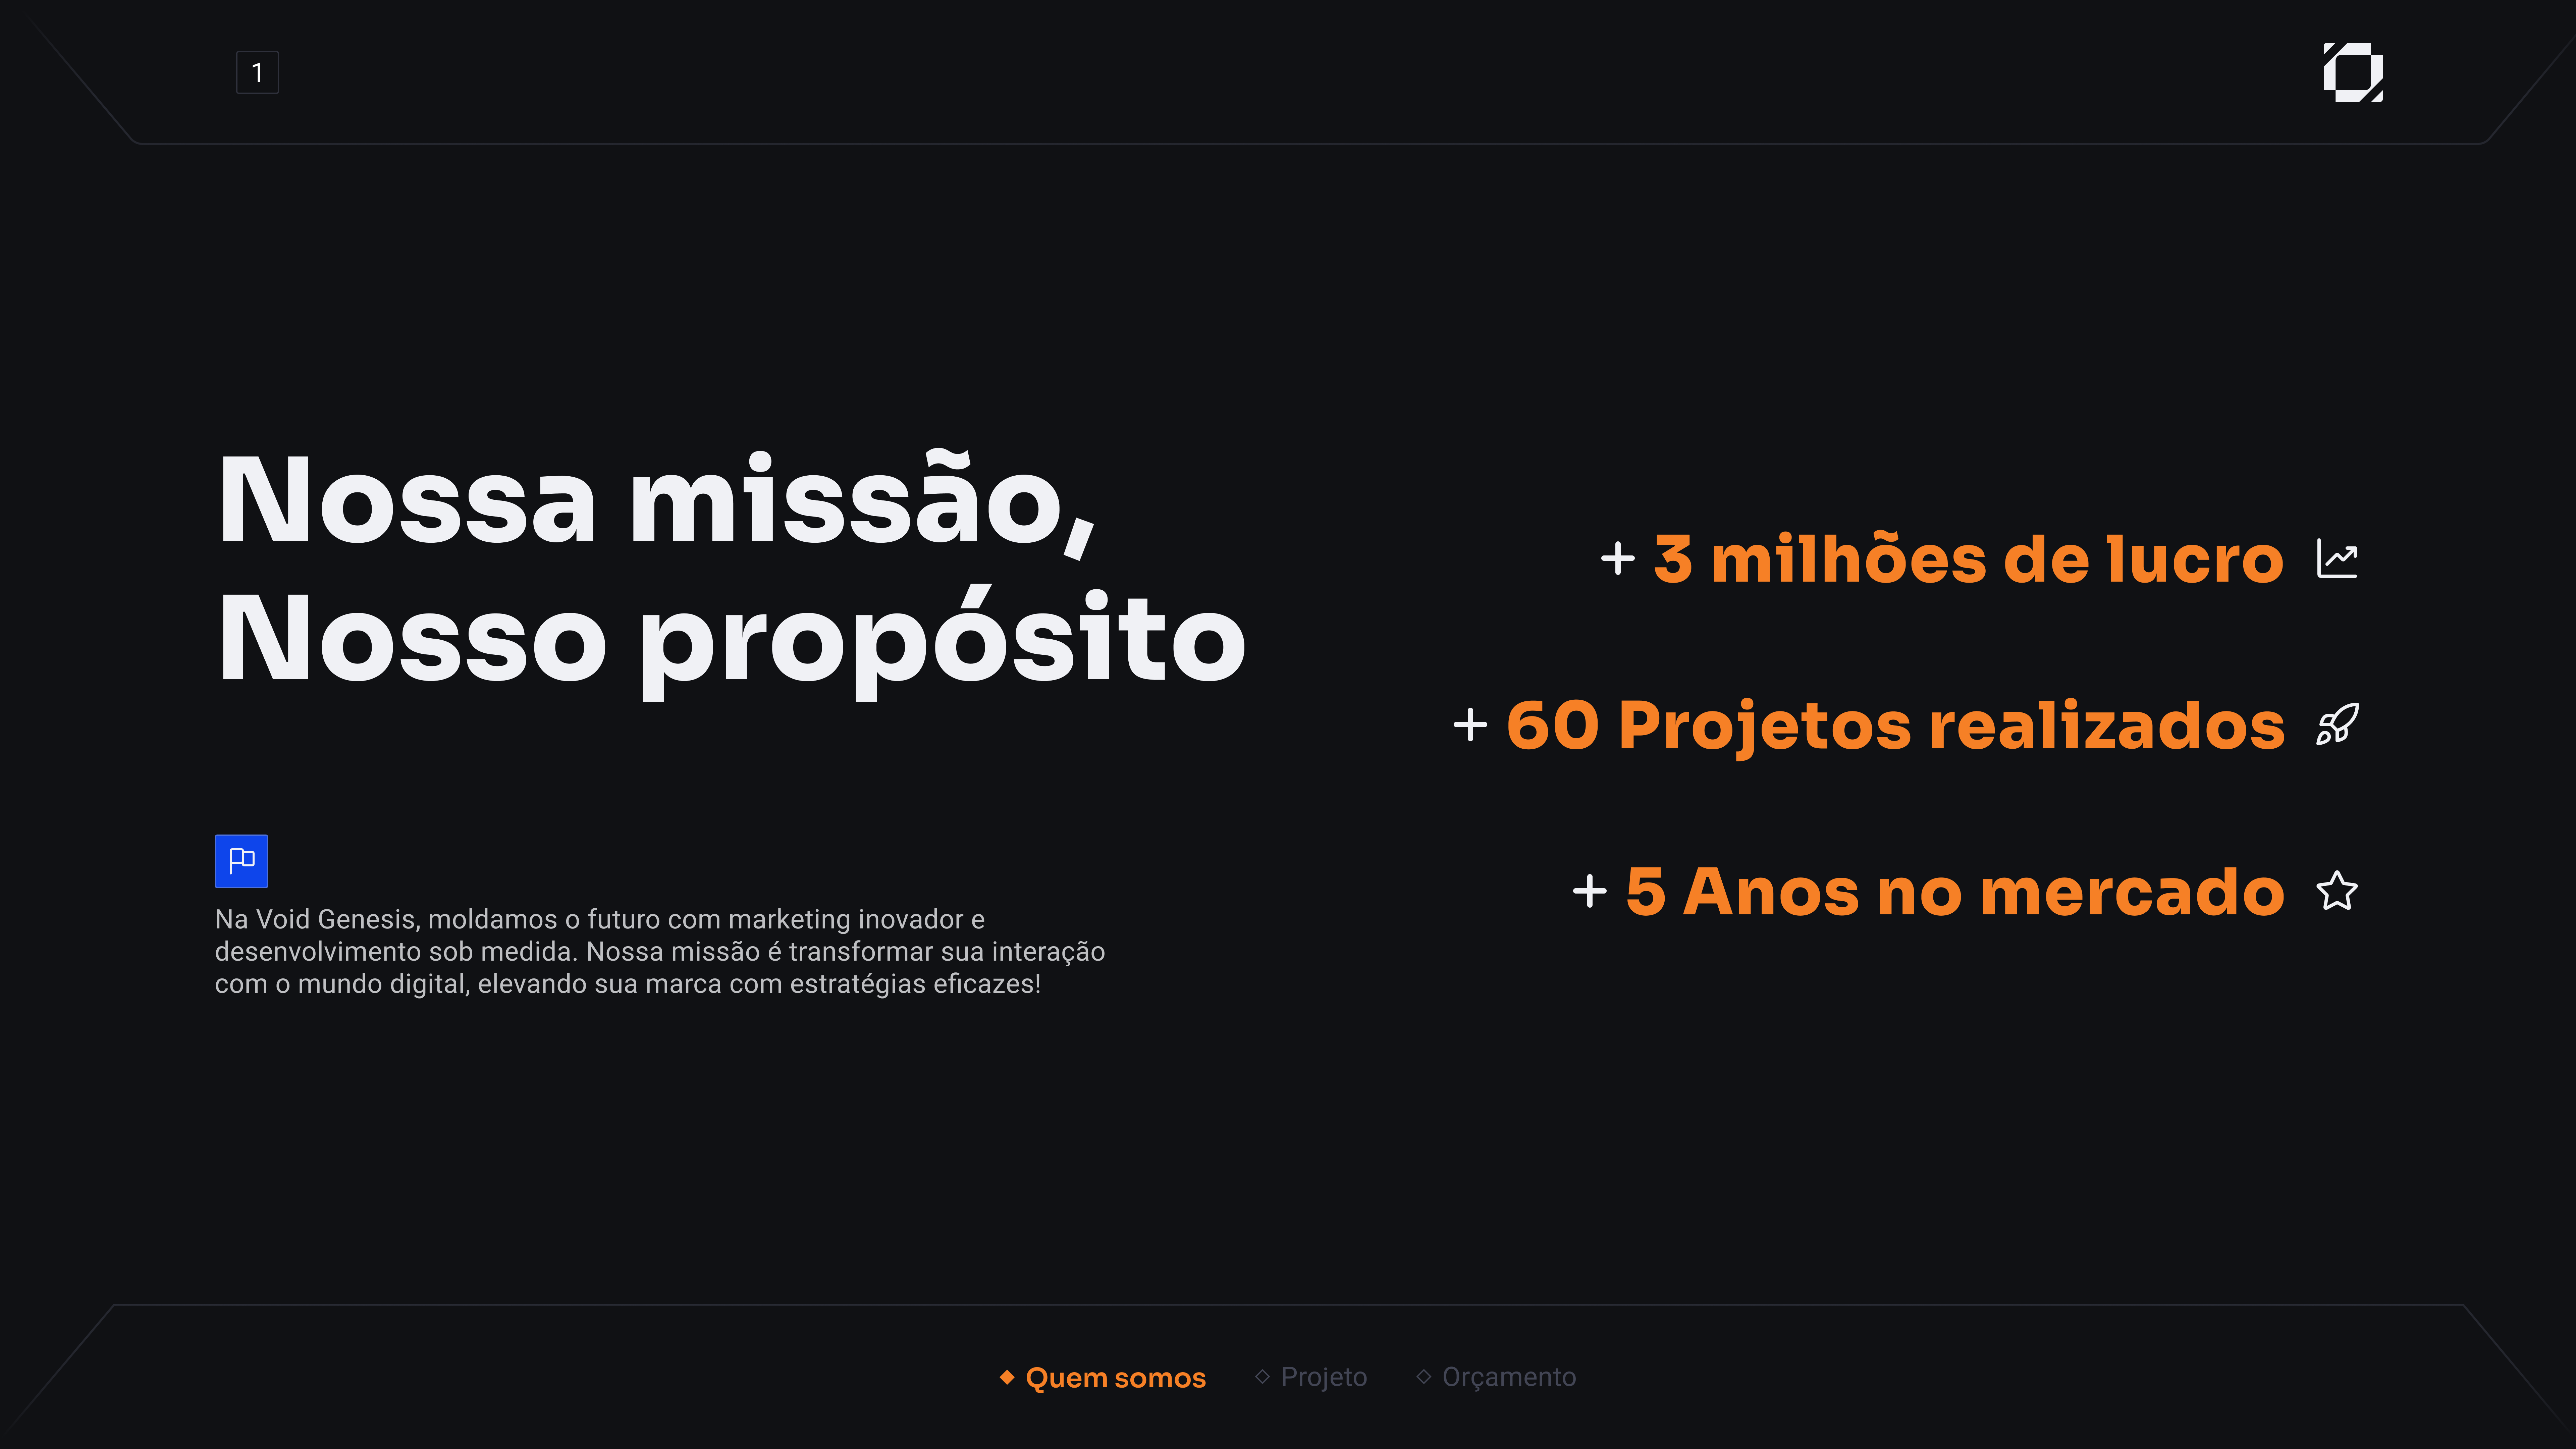 1
Nossa missão,
Nosso propósito
Na Void Genesis, moldamos o futuro com marketing inovador e
desenvolvimento sob medida. Nossa missão é transformar sua interação
com o mundo digital, elevando sua marca com estratégias eficazes!
+ 3 milhões de lucro
+ 60 Projetos realizados
+ 5 Anos no mercado
Quem somos Projeto Orçamento